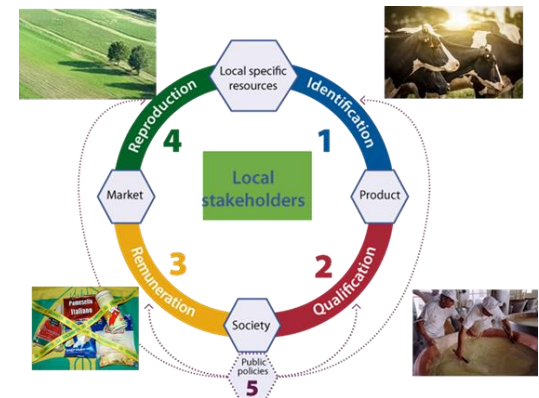 Local specific
resources
Identification
1
Product
Qualification
2
Society
Public
policies
5
Remuneration
3
Market
Reproduction
4
Local
stakeholders
Italiano